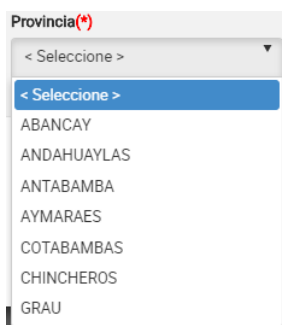 Provincia(*)
< Seleccione >
< Seleccione >
ABANCAY
ANDAHUAYLAS
ANTABAMBA
AYMARAES
COTABAMBAS
CHINCHEROS
GRAU